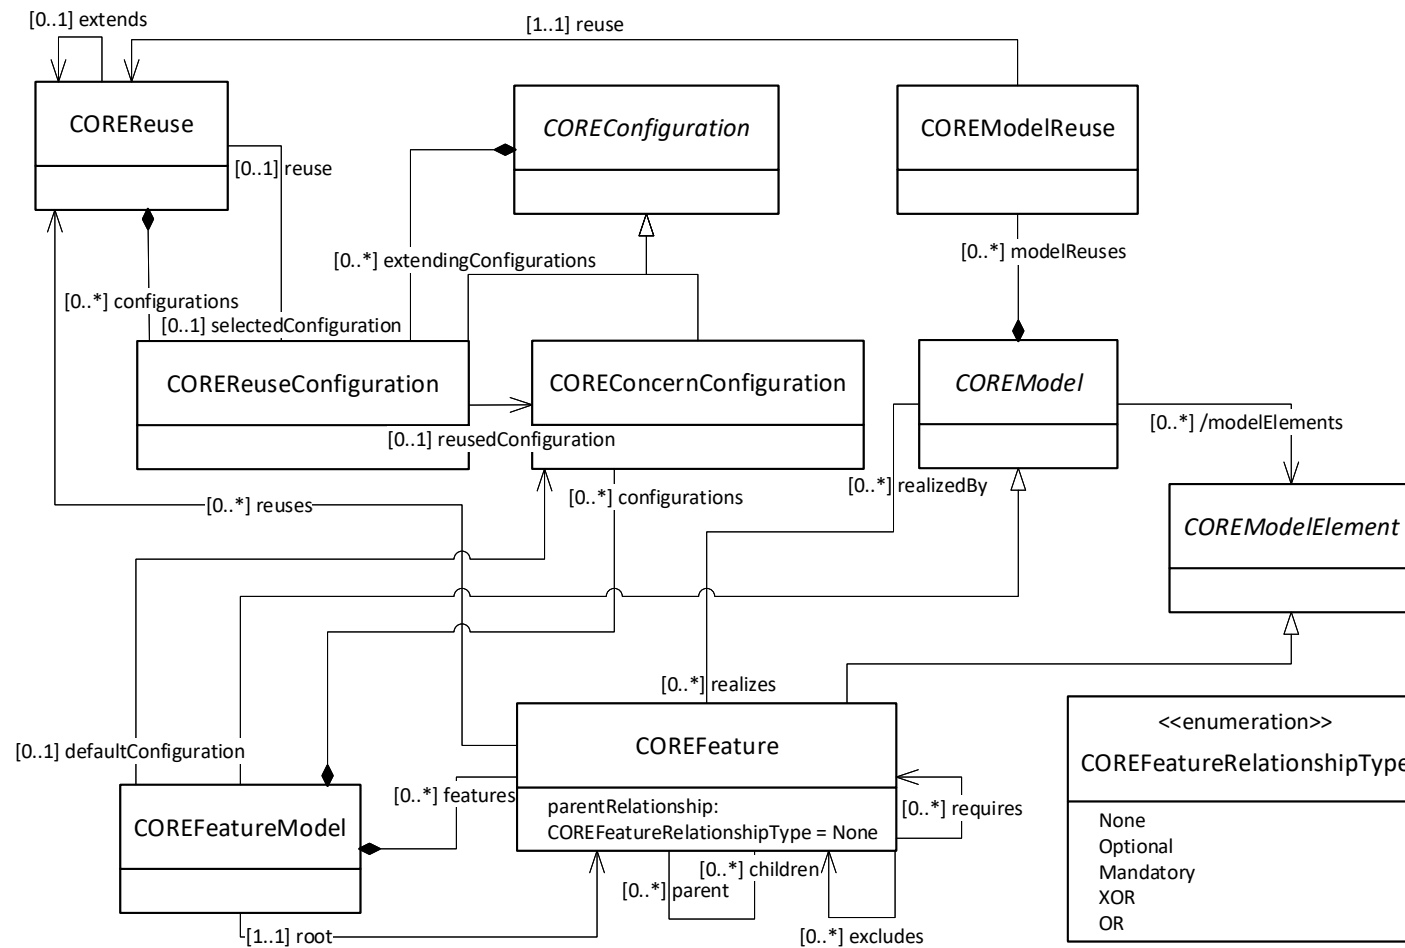 [0..1] extends
[1..1] reuse
COREReuse
COREConfiguration
COREModelReuse
[0..1] reuse
[0..*] extendingConfigurations
[0..*] modelReuses
[0..*] configurations
[0..1] selectedConfiguration
COREReuseConfiguration
COREConcernConfiguration
COREModel
[0..*] /modelElements
[0..1] reusedConfiguration
[0..*] realizedBy
[0..*] configurations
[0..*] reuses
COREModelElement
[0..*] realizes
<<enumeration>>
COREFeatureRelationshipType
None
Optional
Mandatory
XOR
OR
COREFeature
parentRelationship:
COREFeatureRelationshipType = None
[0..1] defaultConfiguration
[0..*] features
[0..*] requires
COREFeatureModel
[0..*] children
[0..*] parent
[1..1] root
[0..*] excludes